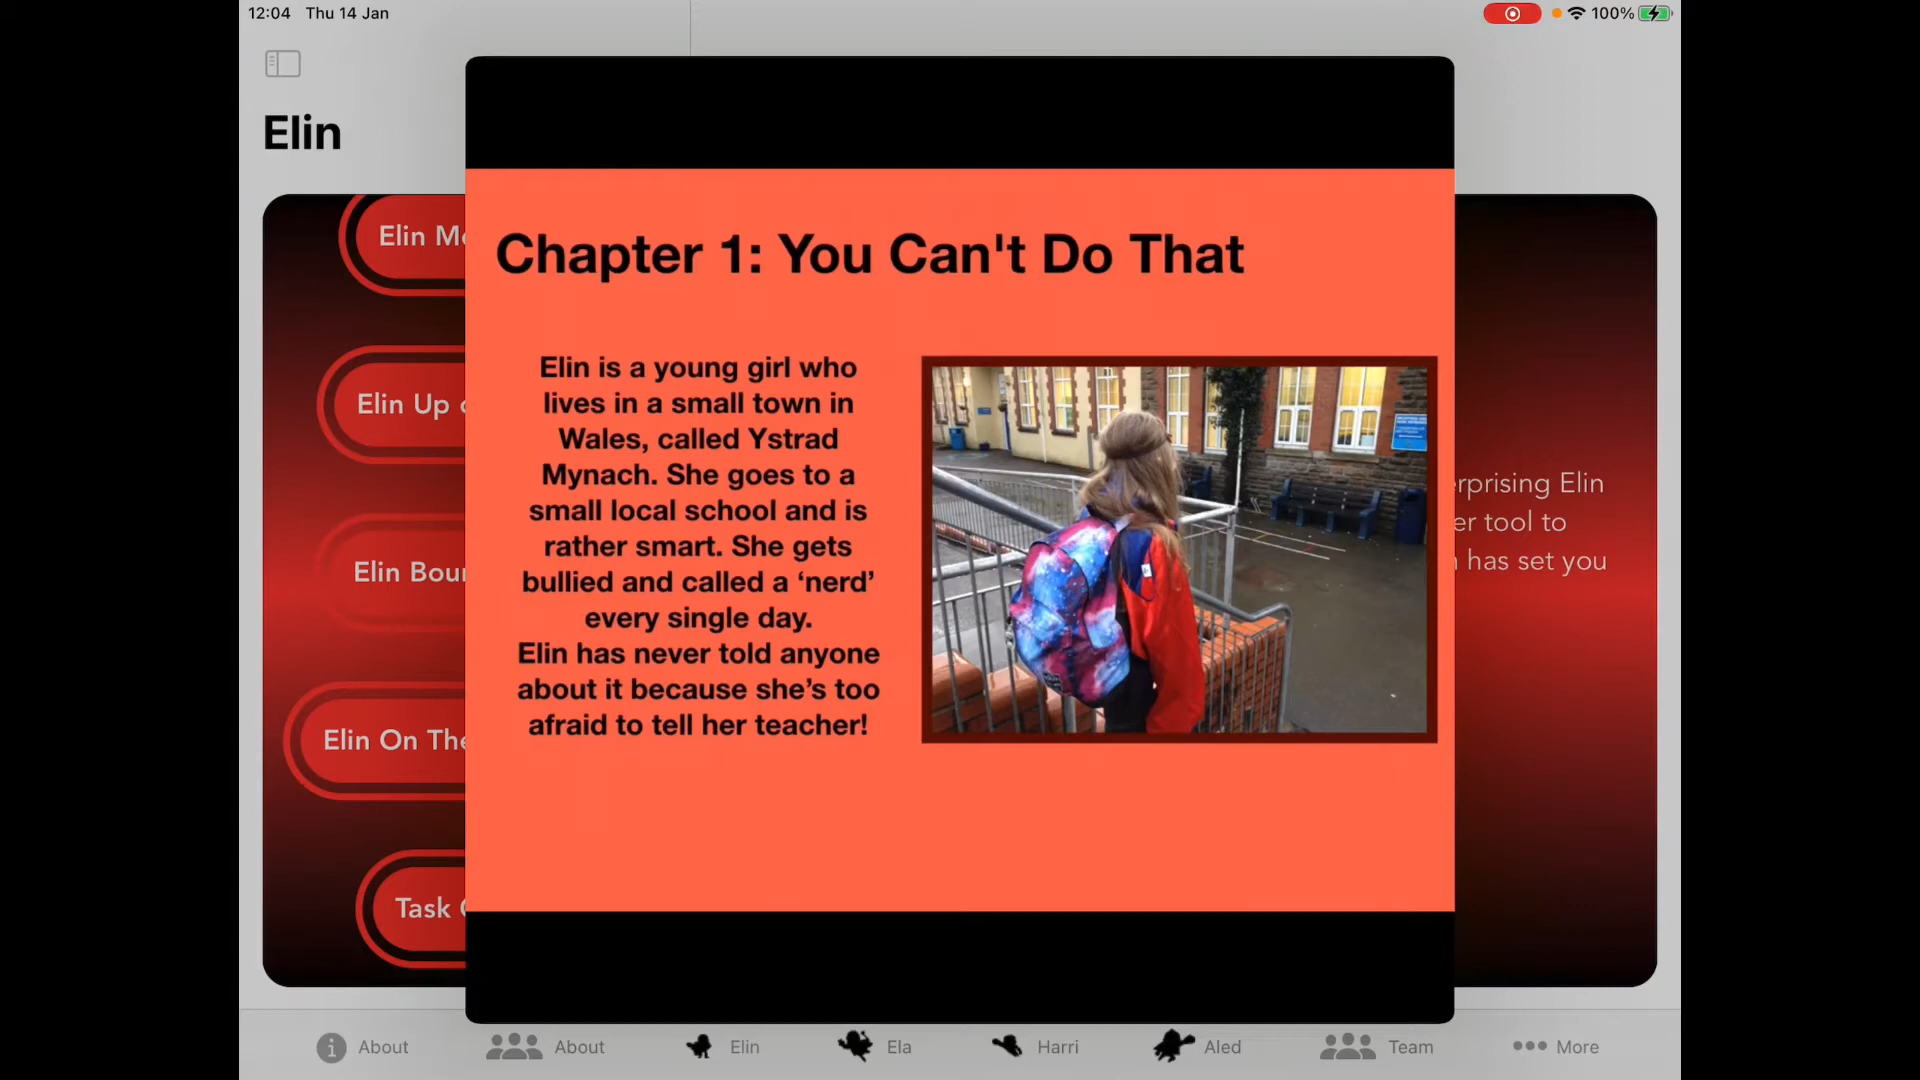 12:04 Thu 14 Jan
100%
Elin
Elin
Elin Up
Elin Bou
Elin On The
Task
Chapter 1: You Can't Do That
Elin is a young girl who
lives in a small town in
Wales, called Ystrad
Mynach. She goes to a
small local school and is
rather smart. She gets
bullied and called a ‘nerd’
every single day.
Elin has never told anyone
about it because she’s too
afraid to tell her teacher!
rprising Elin
er tool to
has set you
About
About
Elin
Ela
Harri
Aled
Team
More